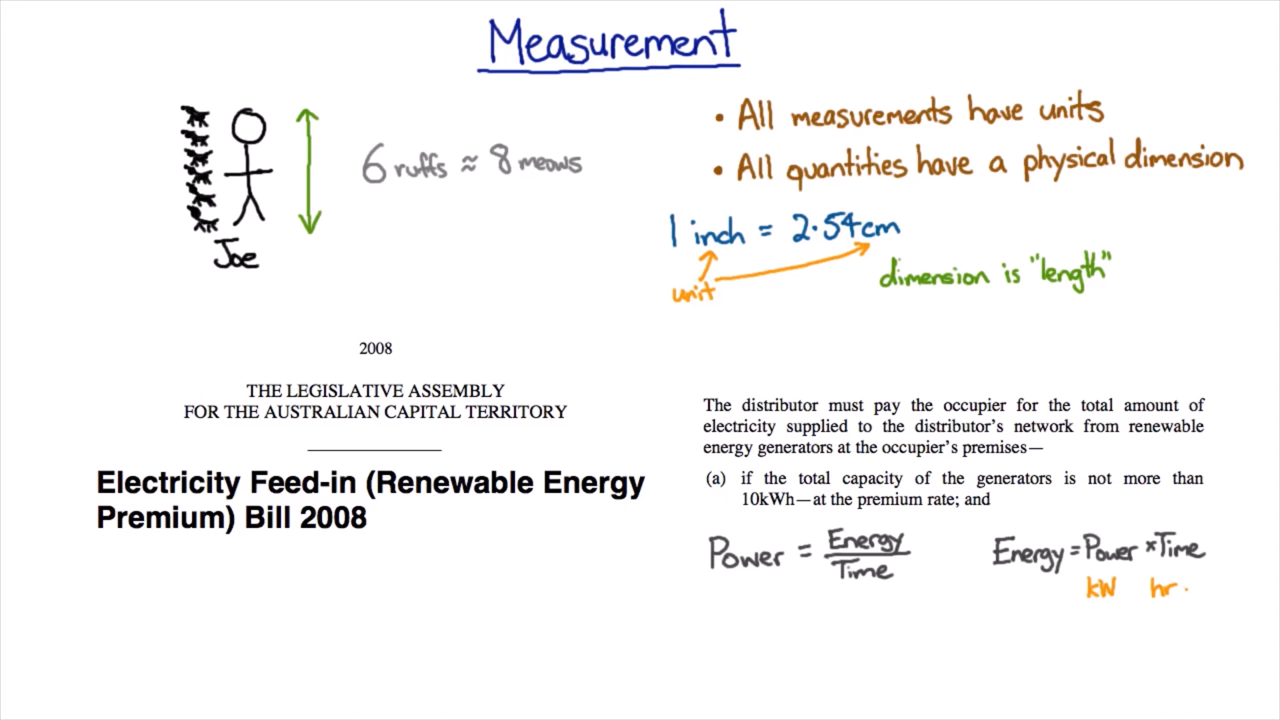 Measurement
6 ruffs ≈ 8 meows
Joe
• All measurements have units
• All quantities have a physical dimension
1 inch = 2.54cm
unit
dimension is "length"
2008
THE LEGISLATIVE ASSEMBLY
FOR THE AUSTRALIAN CAPITAL TERRITORY
Electricity Feed-in (Renewable Energy
Premium) Bill 2008
The distributor must pay the occupier for the total amount of
electricity supplied to the distributor's network from renewable
energy generators at the occupier's premises—
(a) if the total capacity of the generators is not more than
10kWh—at the premium rate; and
Power = Energy
Time
Energy = Power × Time
kW hr.